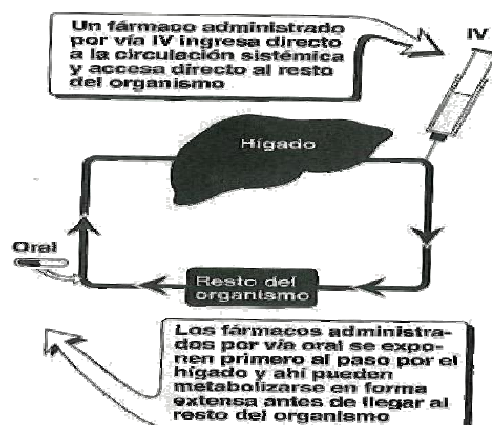 Un fármaco administrado
por vía IV ingresa directo
a la circulación sistémica
y accesa directo al resto
del organismo
IV
Hígado
Oral
Resto del
organismo
Los fármacos administra-
dos por vía oral se expo-
nen primero al paso por el
hígado y ahí pueden
metabolizarse en forma
extensa antes de llegar al
resto del organismo